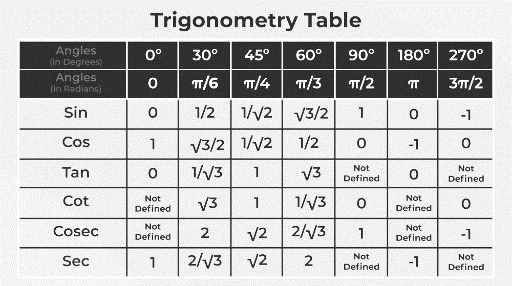 Trigonometry Table
Angles (in Degrees) 0° 30° 45° 60° 90° 180° 270°
Angles (in Radians) 0 π/6 π/4 π/3 π/2 π 3π/2
Sin 0 1/2 1/√2 √3/2 1 0 -1
Cos 1 √3/2 1/√2 1/2 0 -1 0
Tan 0 1/√3 1 √3 Not Defined 0 Not Defined
Cot Not Defined √3 1 1/√3 0 Not Defined 0
Cosec Not Defined 2 √2 2/√3 1 Not Defined -1
Sec 1 2/√3 √2 2 Not Defined -1 Not Defined